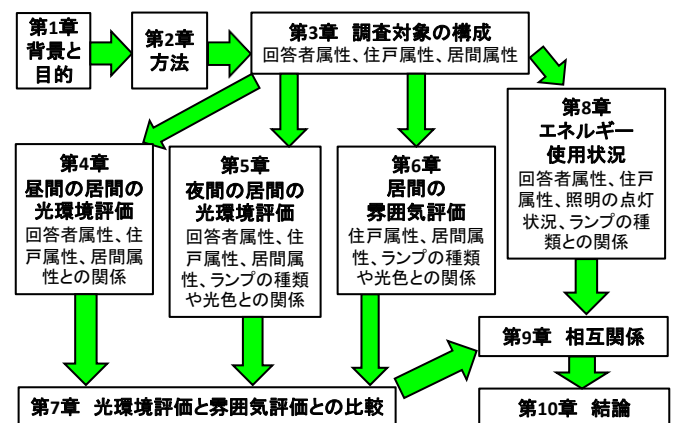 第1章
背景と
目的
第2章
方法
第3章 調査対象の構成
回答者属性、住戸属性、居間属性
第4章
昼間の居間の
光環境評価
回答者属性、住
戸属性、居間属
性との関係
第5章
夜間の居間の
光環境評価
回答者属性、住
戸属性、居間属
性、ランプの種類
や光色との関係
第6章
居間の
雰囲気評価
住戸属性、居間属
性、ランプの種類
や光色との関係
第8章
エネルギー
使用状況
回答者属性、住戸
属性、照明の点灯
状況、ランプの種
類との関係
第7章 光環境評価と雰囲気評価との比較
第9章 相互関係
第10章 結論